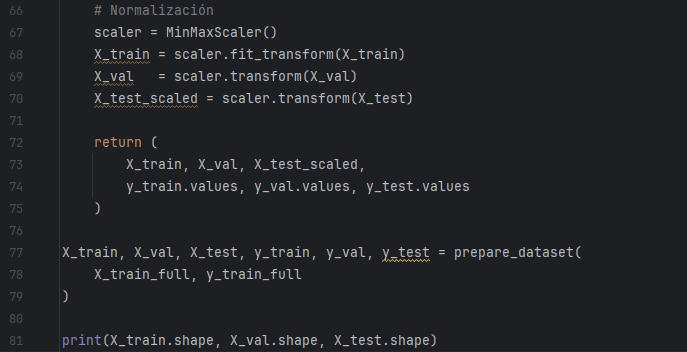 66 # Normalización
67 scaler = MinMaxScaler()
68 X_train = scaler.fit_transform(X_train)
69 X_val   = scaler.transform(X_val)
70 X_test_scaled = scaler.transform(X_test)
71
72 return (
73 X_train, X_val, X_test_scaled,
74 y_train.values, y_val.values, y_test.values
75 )
76
77 X_train, X_val, X_test, y_train, y_val, y_test = prepare_dataset(
78 X_train_full, y_train_full
79 )
80
81 print(X_train.shape, X_val.shape, X_test.shape)